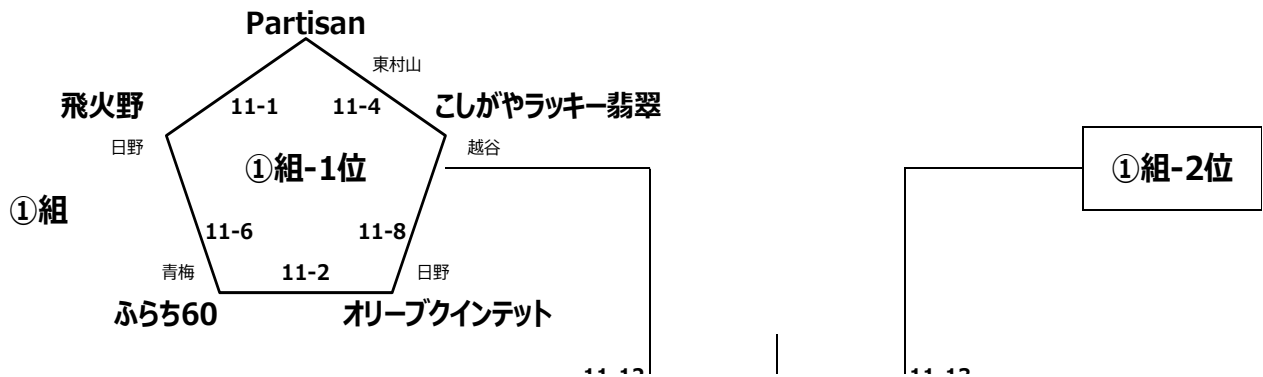 Partisan
東村山
飛火野
11-1
11-4
こしがやラッキー翡翠
日野
越谷
①組-1位
①組-2位
①組
11-6
11-8
青梅
11-2
日野
ふらち60
オリーブクインテット